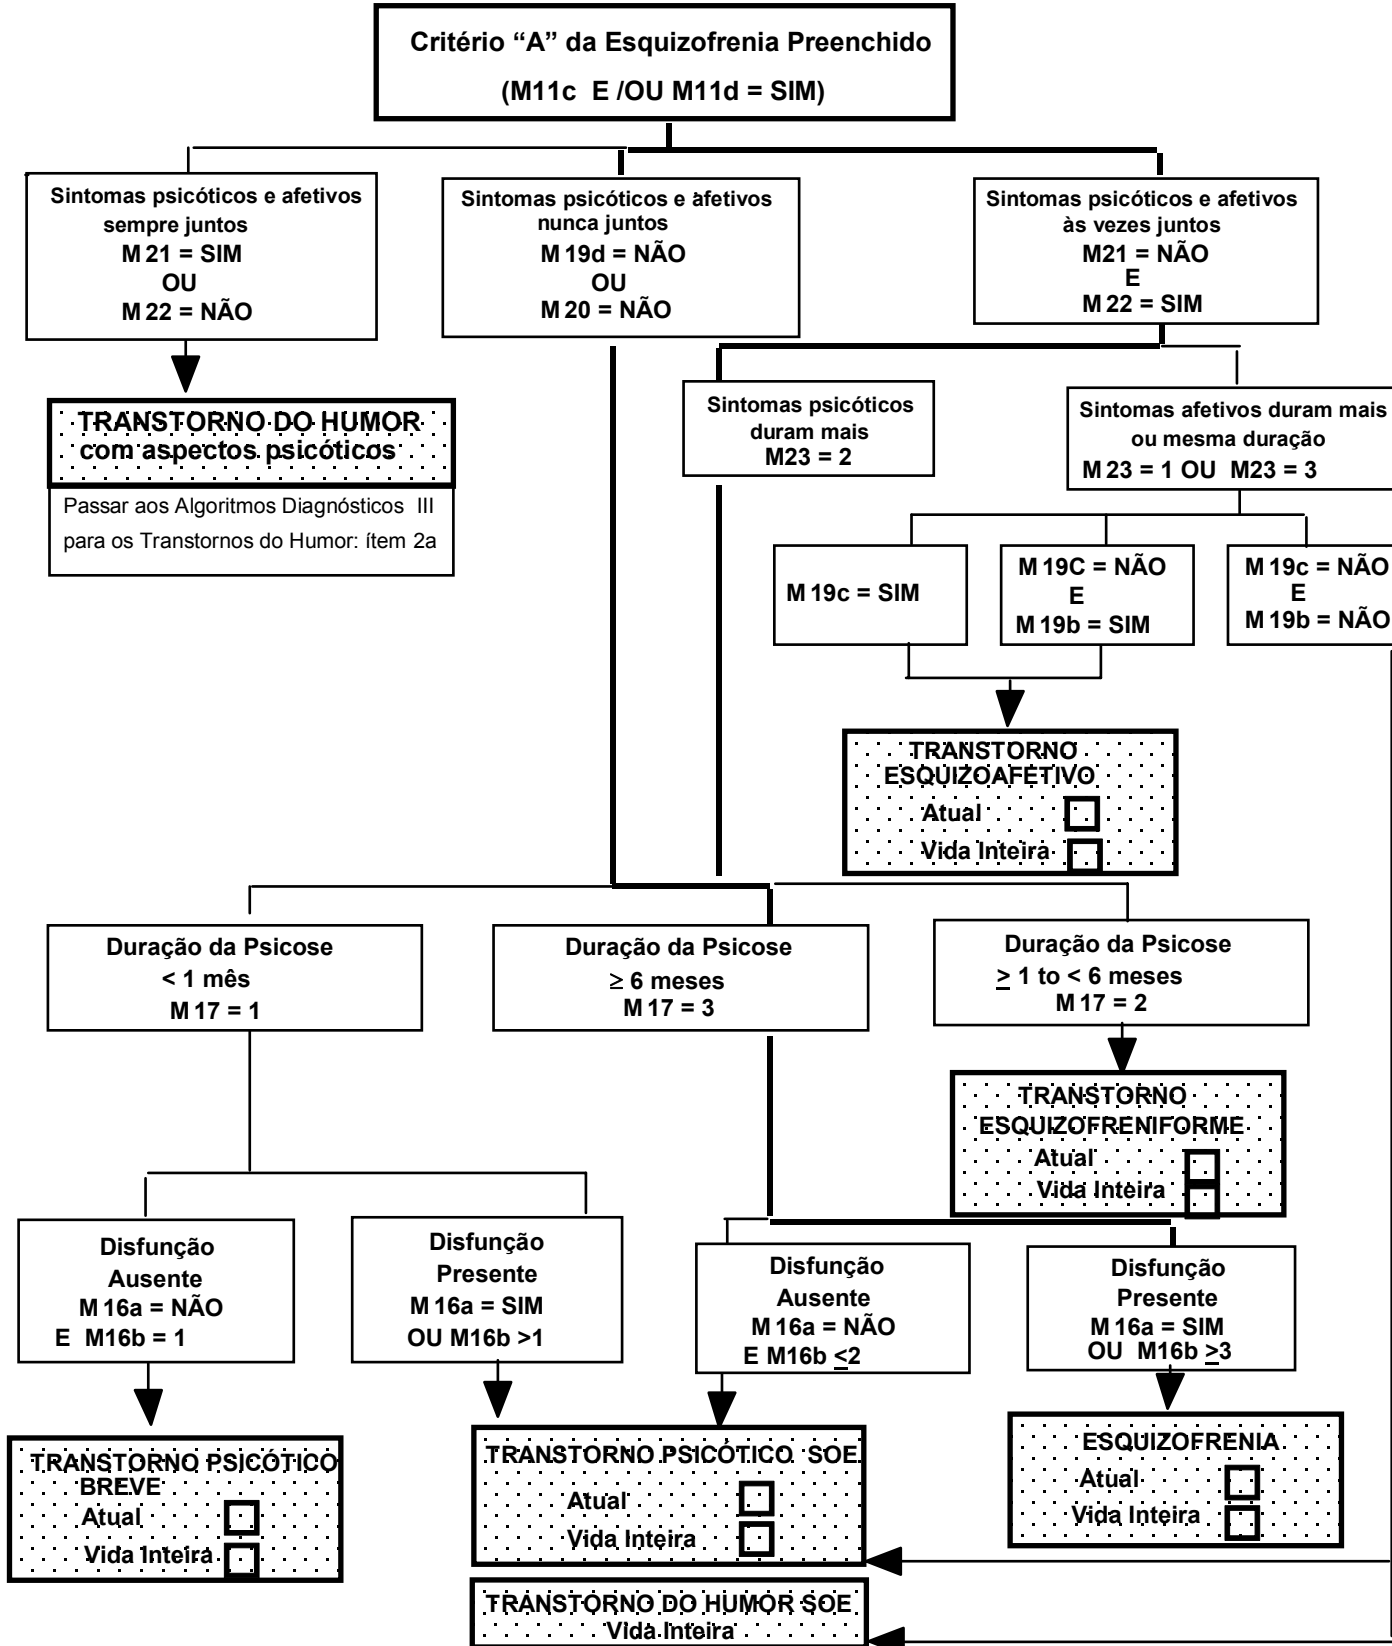 Critério “A” da Esquizofrenia Preenchido
(M11c E /OU M11d = SIM)
Sintomas psicóticos e afetivos
sempre juntos
M 21 = SIM
OU
M 22 = NÃO
Sintomas psicóticos e afetivos
nunca juntos
M 19d = NÃO
OU
M 20 = NÃO
Sintomas psicóticos e afetivos
às vezes juntos
M21 = NÃO
E
M 22 = SIM
TRANSTORNO DO HUMOR
com aspectos psicóticos
Passar aos Algoritmos Diagnósticos III
para os Transtornos do Humor: ítem 2a
Sintomas psicóticos
duram mais
M23 = 2
Sintomas afetivos duram mais
ou mesma duração
M 23 = 1 OU M23 = 3
M 19c = SIM
M 19C = NÃO
E
M 19b = SIM
M 19c = NÃO
E
M 19b = NÃO
TRANSTORNO
ESQUIZOAFETIVO
Atual
Vida Inteira
Duração da Psicose
< 1 mês
M 17 = 1
Duração da Psicose
≥ 6 meses
M 17 = 3
Duração da Psicose
≥ 1 to < 6 meses
M 17 = 2
TRANSTORNO
ESQUIZOFRENIFORME
Atual
Vida Inteira
Disfunção
Ausente
M 16a = NÃO
E M16b = 1
Disfunção
Presente
M 16a = SIM
OU M16b >1
Disfunção
Ausente
M 16a = NÃO
E M16b ≤2
Disfunção
Presente
M 16a = SIM
OU M16b ≥3
TRANSTORNO PSICÓTICO
BREVE
Atual
Vida Inteira
TRANSTORNO PSICÓTICO SOE
Atual
Vida Inteira
ESQUIZOFRENIA
Atual
Vida Inteira
TRANSTORNO DO HUMOR SOE
Vida Inteira